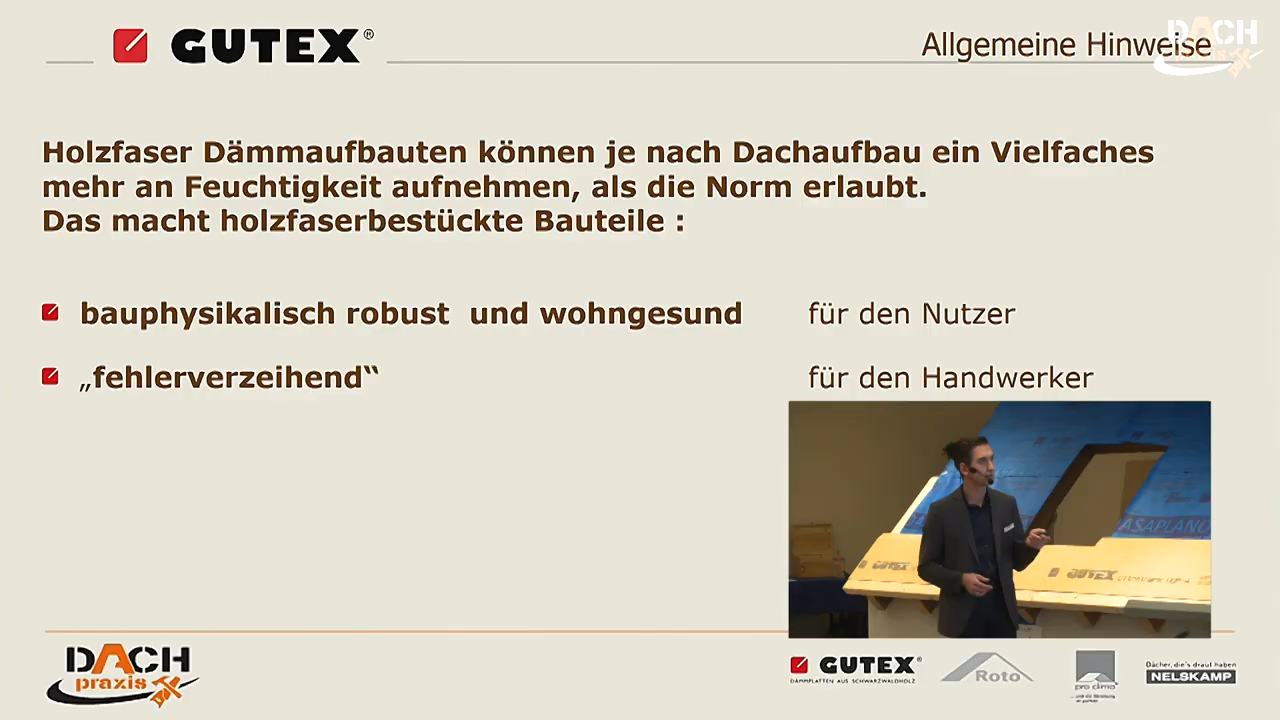 GUTEX®
Allgemeine Hinweise
DACH
Holzfaser Dämmaufbauten können je nach Dachaufbau ein Vielfaches
mehr an Feuchtigkeit aufnehmen, als die Norm erlaubt.
Das macht holzfaserbestückte Bauteile :
bauphysikalisch robust und wohngesund für den Nutzer
„fehlerverzeihend“ für den Handwerker
GUTEX
GUTEX
DACH
praxis
GUTEX®
DÄMMPLATTEN AUS SCHWARZWALDHOLZ
Roto
pro clima
Dächer, die's drauf haben
NELSKAMP